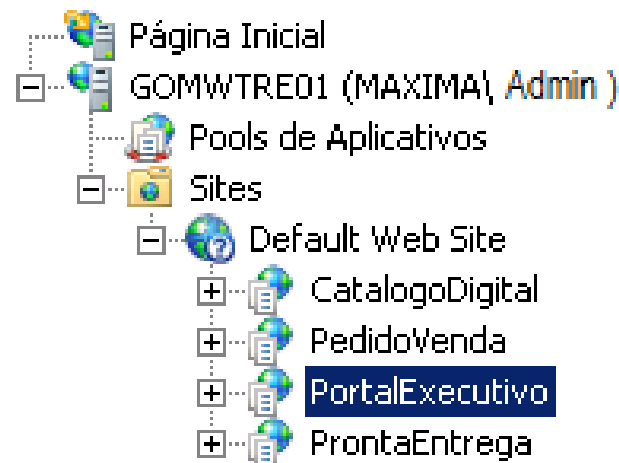 Página Inicial
GOMWTRE01 (MAXIMA\ Admin )
Pools de Aplicativos
Sites
Default Web Site
CatalogoDigital
PedidoVenda
PortalExecutivo
ProntaEntrega